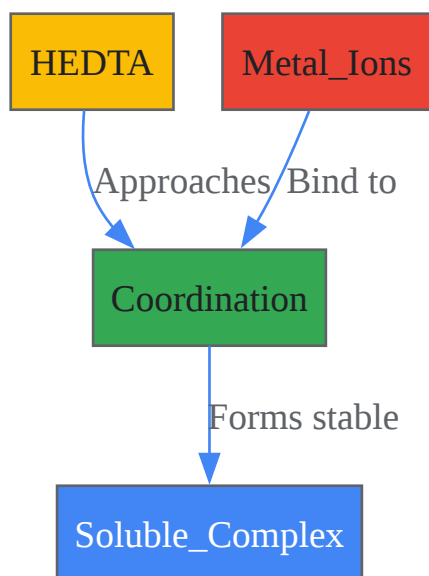 HEDTA
Metal_Ions
Approaches
Bind to
Coordination
Forms stable
Soluble_Complex